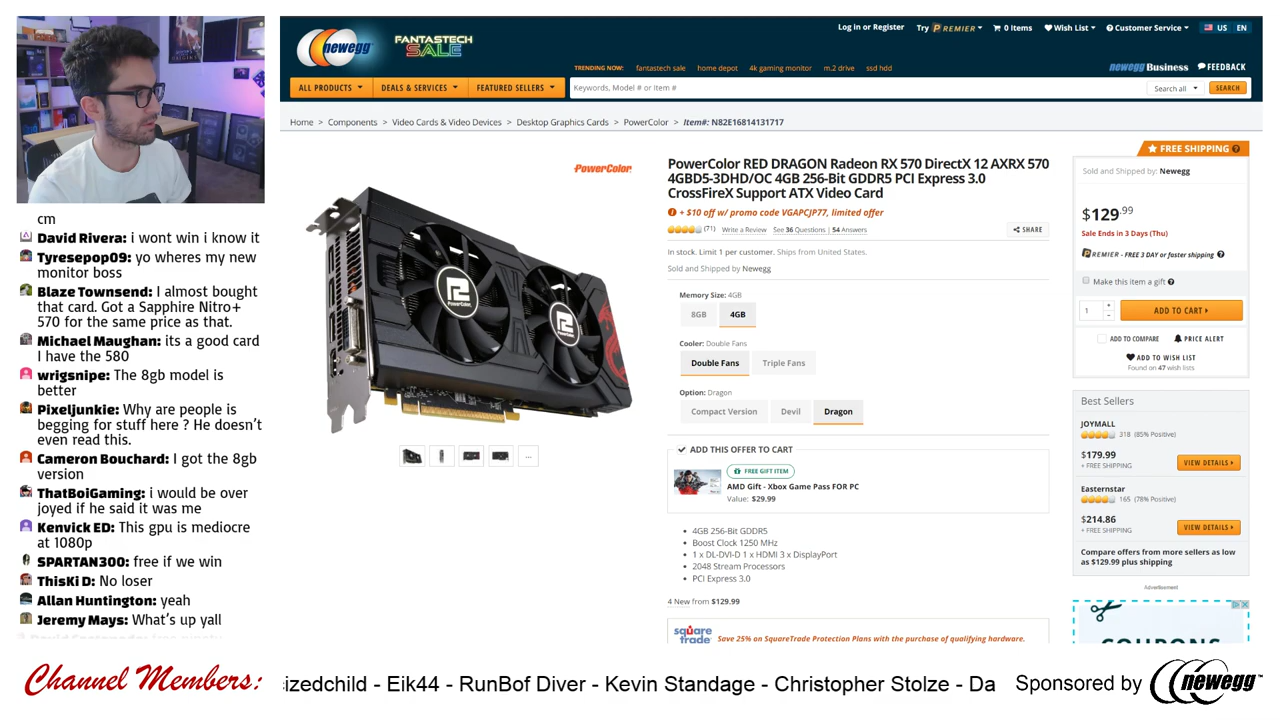 cm
David Rivera: i wont win i know it
Tyresepop09: yo wheres my new
monitor boss
Blaze Townsend: I almost bought
that card. Got a Sapphire Nitro+
570 for the same price as that.
Michael Maughan: its a good card
I have the 580
wrigsnipe: The 8gb model is
better
Pixeljunkie: Why are people is
begging for stuff here ? He doesn't
even read this.
Cameron Bouchard: I got the 8gb
version
ThatBoiGaming: i would be over
joyed if he said it was me
Kenvick ED: This gpu is mediocre
at 1080p
SPARTAN300: free if we win
ThisKi D: No loser
Allan Huntington: yeah
Jeremy Mays: What's up yall
newegg
FANTASTECH
SALE
Log in or Register
Try PREMIER
0 Items
Wish List
Customer Service
US EN
TRENDING NOW: fantastech sale home depot 4k gaming monitor m.2 drive ssd hdd
newegg Business
FEEDBACK
ALL PRODUCTS
DEALS & SERVICES
FEATURED SELLERS
Keywords, Model # or Item #
Search all
SEARCH
Home > Components > Video Cards & Video Devices > Desktop Graphics Cards > PowerColor > Item#: N82E16814131717
PowerColor
PowerColor
PowerColor
...
PowerColor RED DRAGON Radeon RX 570 DirectX 12 AXRX 570
4GBD5-3DHD/OC 4GB 256-Bit GDDR5 PCI Express 3.0
CrossFireX Support ATX Video Card
+ $10 off w/ promo code VGAPCJP77, limited offer
(71) Write a Review See 36 Questions | 54 Answers
SHARE
In stock. Limit 1 per customer. Ships from United States.
Sold and Shipped by Newegg
Memory Size: 4GB
8GB 4GB
Cooler: Double Fans
Double Fans Triple Fans
Option: Dragon
Compact Version Devil Dragon
ADD THIS OFFER TO CART
FREE GIFT ITEM
AMD Gift - Xbox Game Pass FOR PC
Value: $29.99
4GB 256-Bit GDDR5
Boost Clock 1250 MHz
1 x DL-DVI-D 1 x HDMI 3 x DisplayPort
2048 Stream Processors
PCI Express 3.0
4 New from $129.99
square
trade
Save 25% on SquareTrade Protection Plans with the purchase of qualifying hardware.
FREE SHIPPING
Sold and Shipped by: Newegg
$129.99
Sale Ends in 3 Days (Thu)
PREMIER - FREE 3 DAY or faster shipping
Make this item a gift
1
+
-
ADD TO CART
ADD TO COMPARE
PRICE ALERT
ADD TO WISH LIST
Found on 47 wish lists
Best Sellers
JOYMALL
318 (85% Positive)
$179.99
+ FREE SHIPPING
VIEW DETAILS
Easternstar
165 (78% Positive)
$214.86
+ FREE SHIPPING
VIEW DETAILS
Compare offers from more sellers as low
as $129.99 plus shipping
Advertisement
COUPONS
Channel Members:
izedchild - Eik44 - RunBof Diver - Kevin Standage - Christopher Stolze - Da
Sponsored by newegg